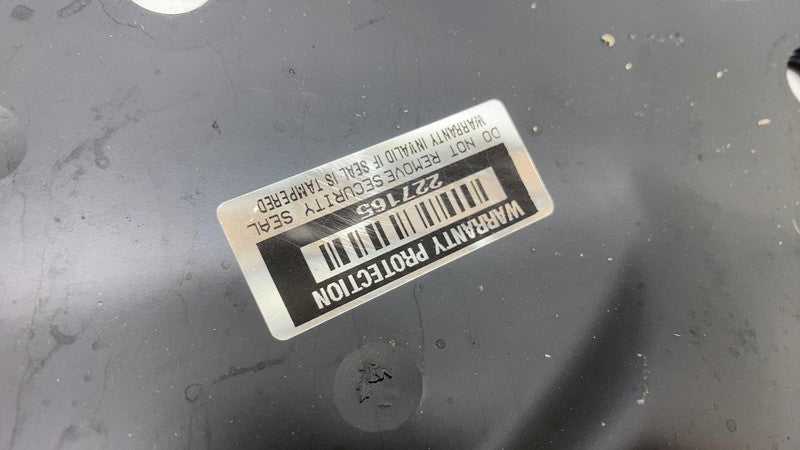 WARRANTY PROTECTION
227165
DO NOT REMOVE SECURITY SEAL
WARRANTY INVALID IF SEAL IS TAMPERED